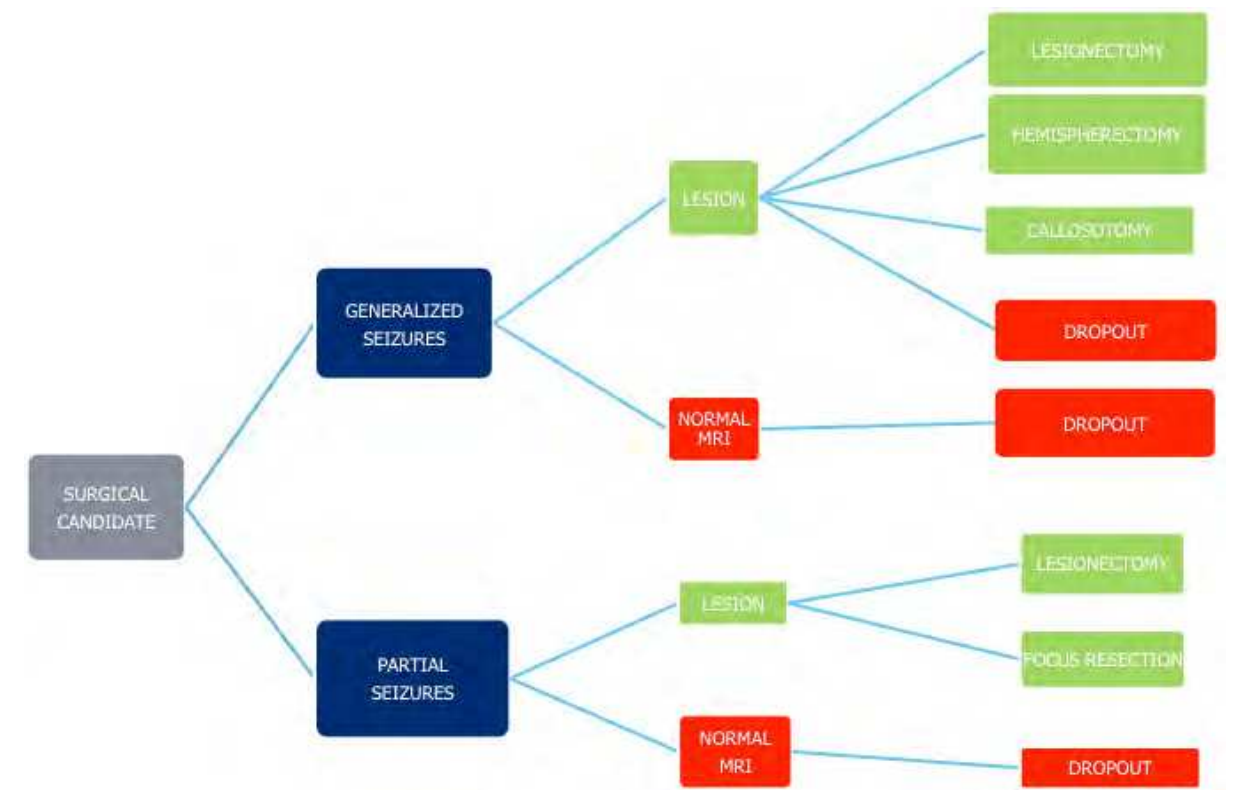 LESIONECTOMY
HEMISPHERECTOMY
LESION
CALLOSOTOMY
GENERALIZED
SEIZURES
DROPOUT
NORMAL
MRI
DROPOUT
SURGICAL
CANDIDATE
LESIONECTOMY
LESION
PARTIAL
SEIZURES
FOCUS RESECTION
NORMAL
MRI
DROPOUT